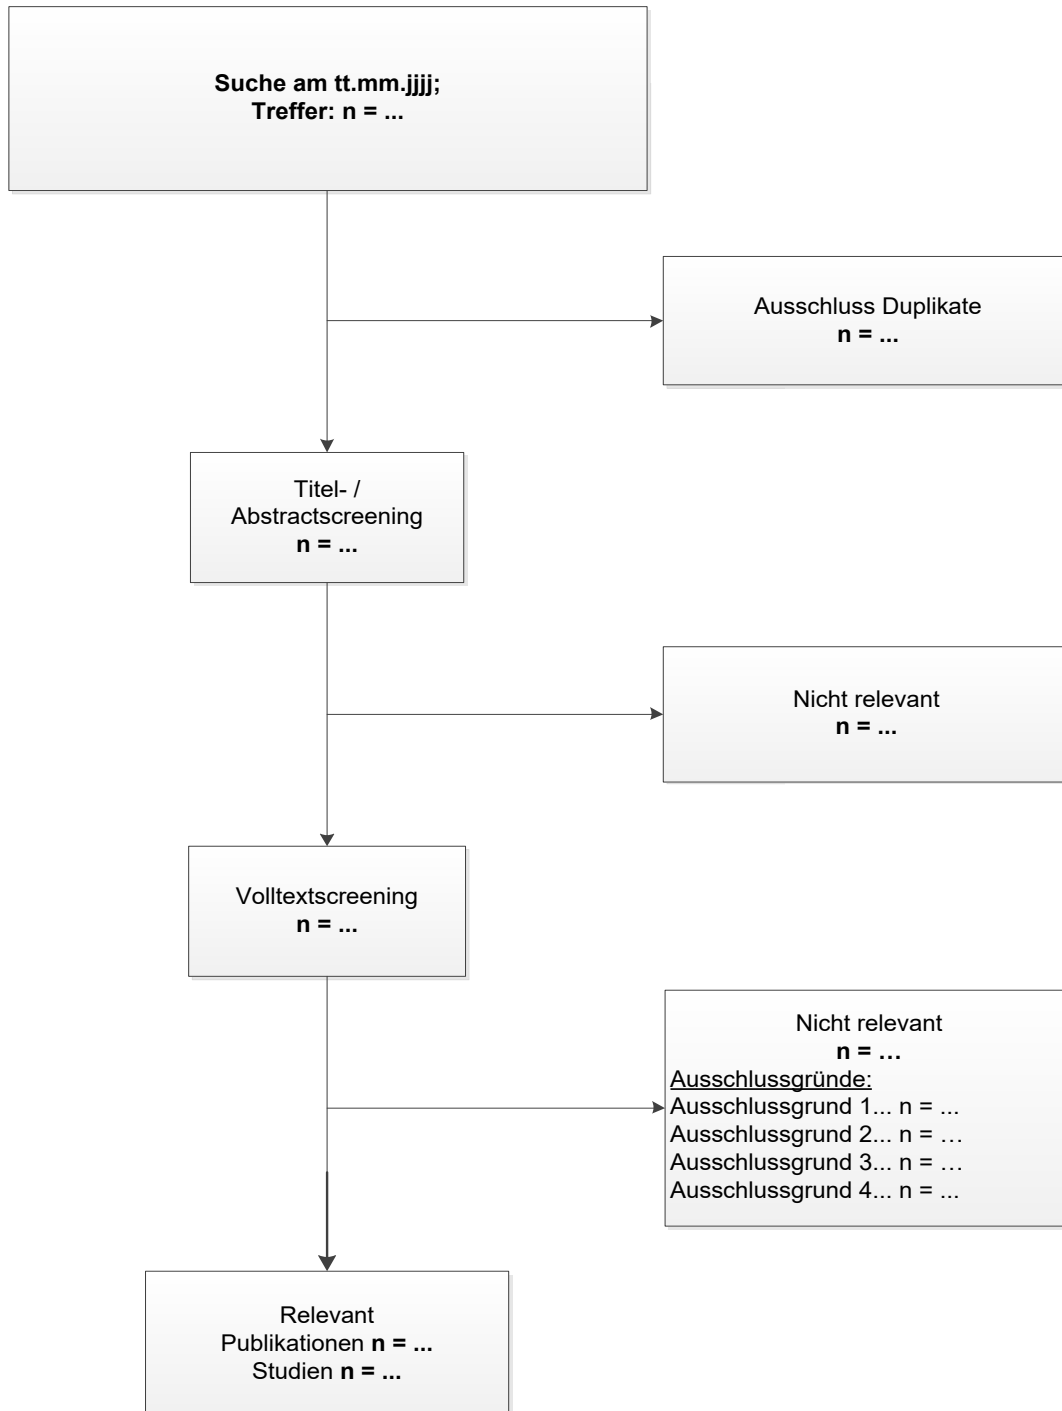 Suche am tt.mm.jjjj;
Treffer: n = ...
Ausschluss Duplikate
n = ...
Titel- /
Abstractscreening
n = ...
Nicht relevant
n = ...
Volltextscreening
n = ...
Nicht relevant
n = …
Ausschlussgründe:
Ausschlussgrund 1... n = ...
Ausschlussgrund 2... n = …
Ausschlussgrund 3... n = …
Ausschlussgrund 4... n = ...
Relevant
Publikationen n = ...
Studien n = ...